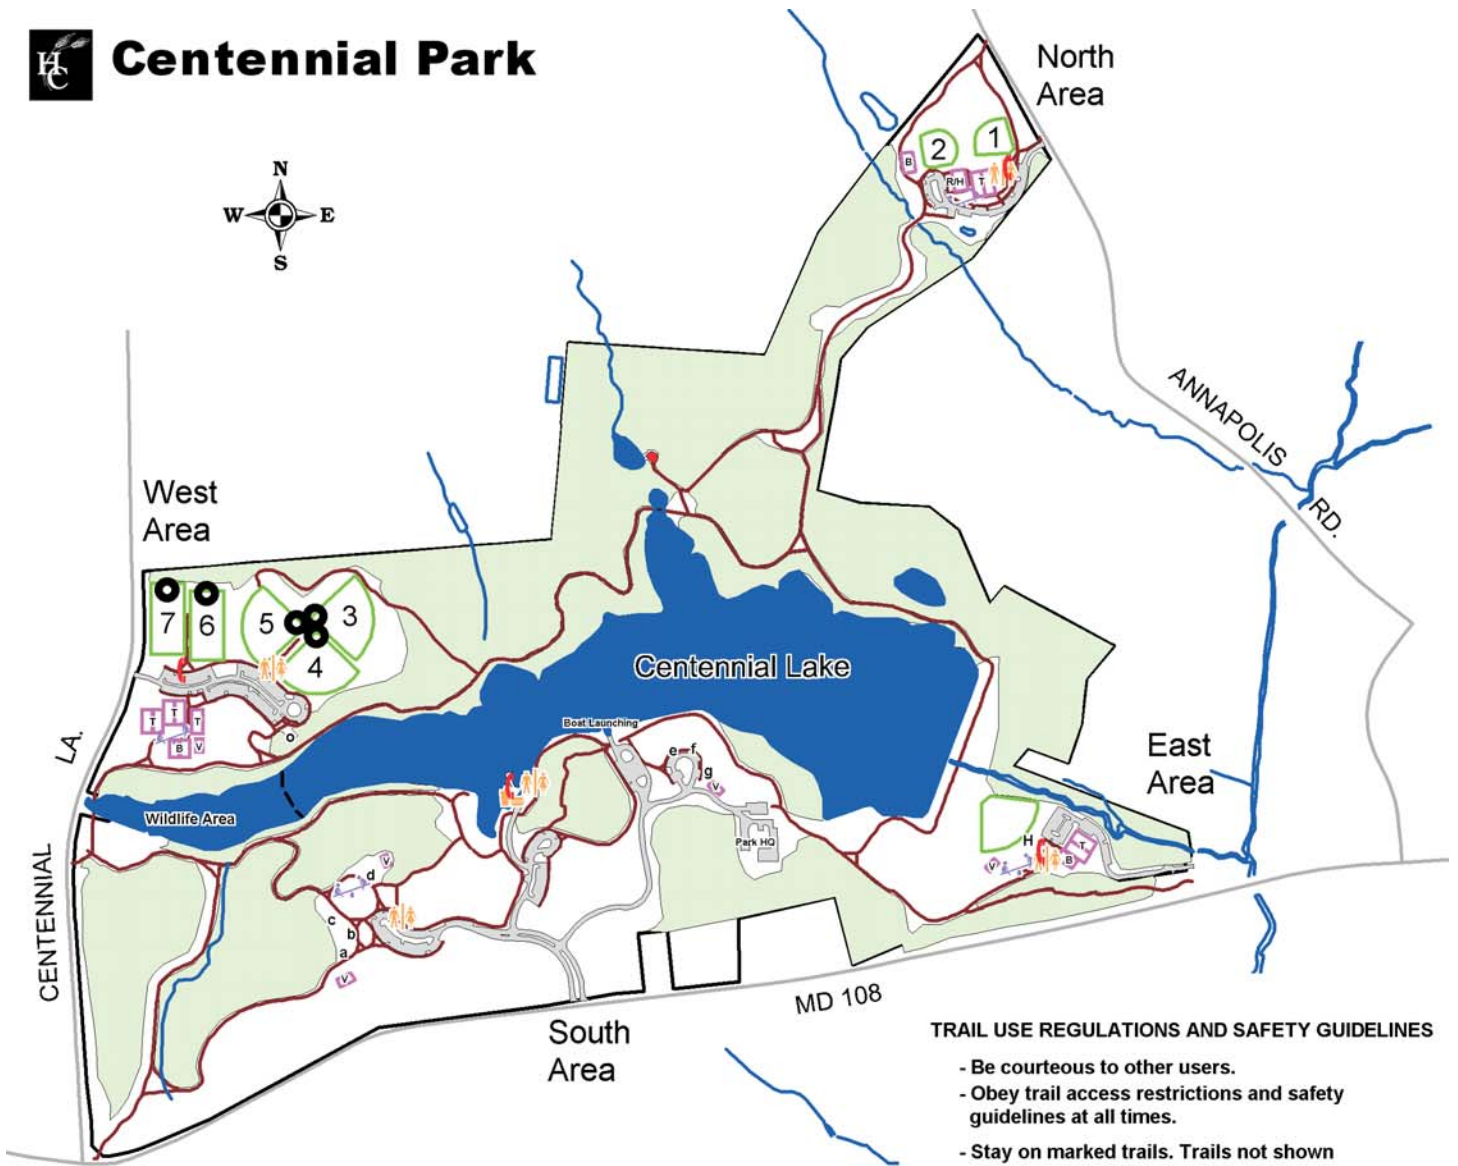 HC
Centennial Park
North
Area
N
W
E
S
1
2
B
R/H
T
ANNAPOLIS
RD.
West
Area
7
6
5
3
4
Centennial Lake
T
T
T
B
V
o
LA.
Boat Launching
e
f
g
V
East
Area
Wildlife Area
Park HQ
H
T
B
V
V
d
c
b
a
V
CENTENNIAL
MD 108
South
Area
TRAIL USE REGULATIONS AND SAFETY GUIDELINES
- Be courteous to other users.
- Obey trail access restrictions and safety
guidelines at all times.
- Stay on marked trails. Trails not shown